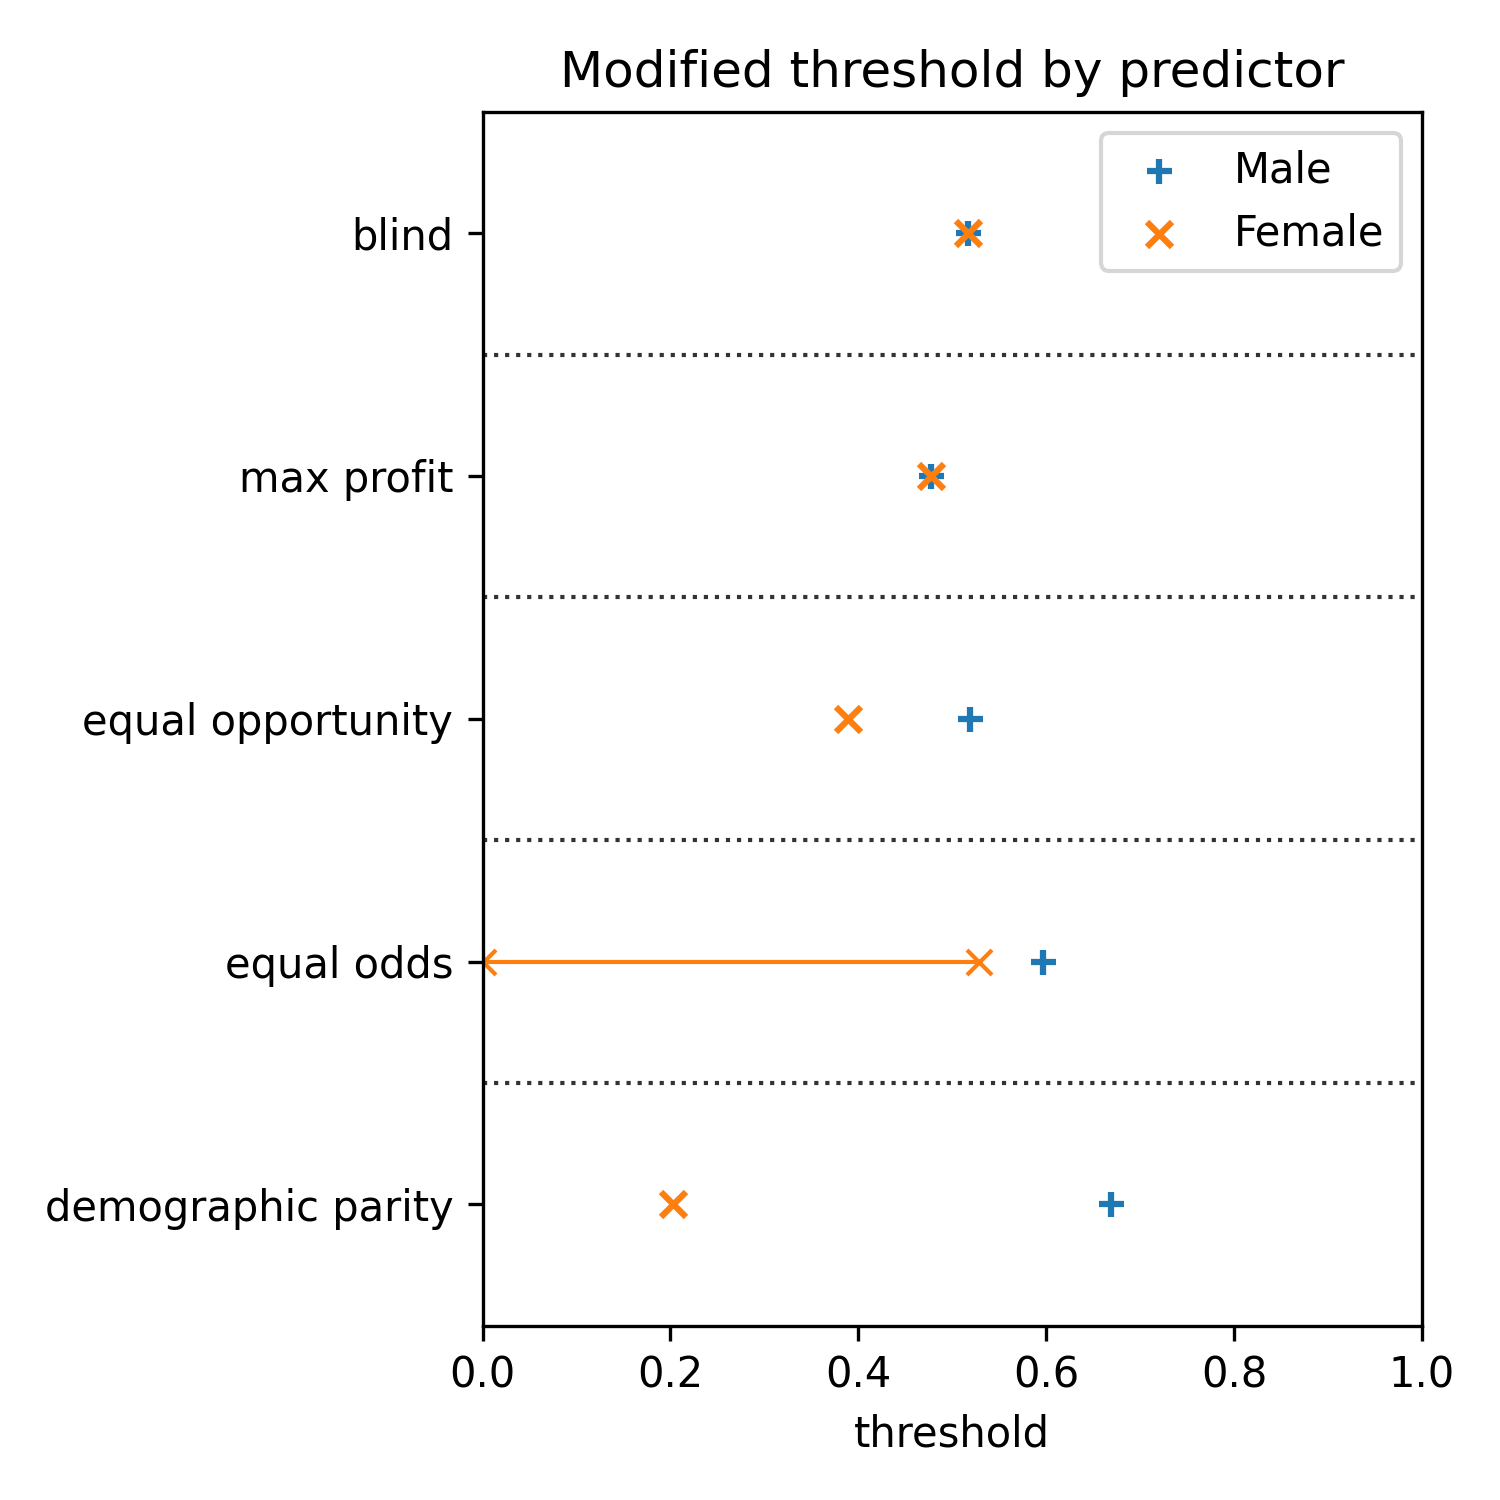 Modified threshold by predictor
Male
Female
blind
max profit
equal opportunity
equal odds
demographic parity
0.0 0.2 0.4 0.6 0.8 1.0
threshold